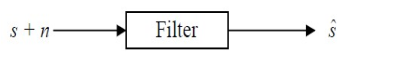 s + n Filter ŝ